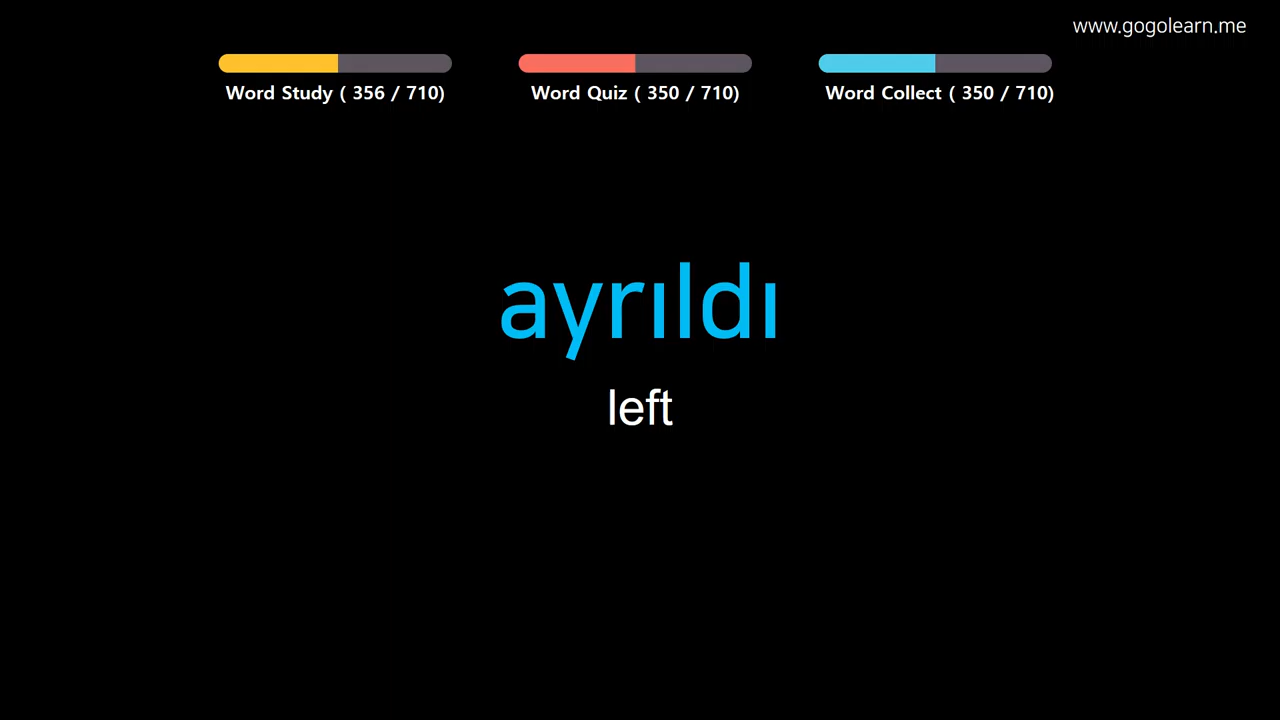 www.gogolearn.me
Word Study ( 356 / 710)
Word Quiz ( 350 / 710)
Word Collect ( 350 / 710)
ayrıldı
left